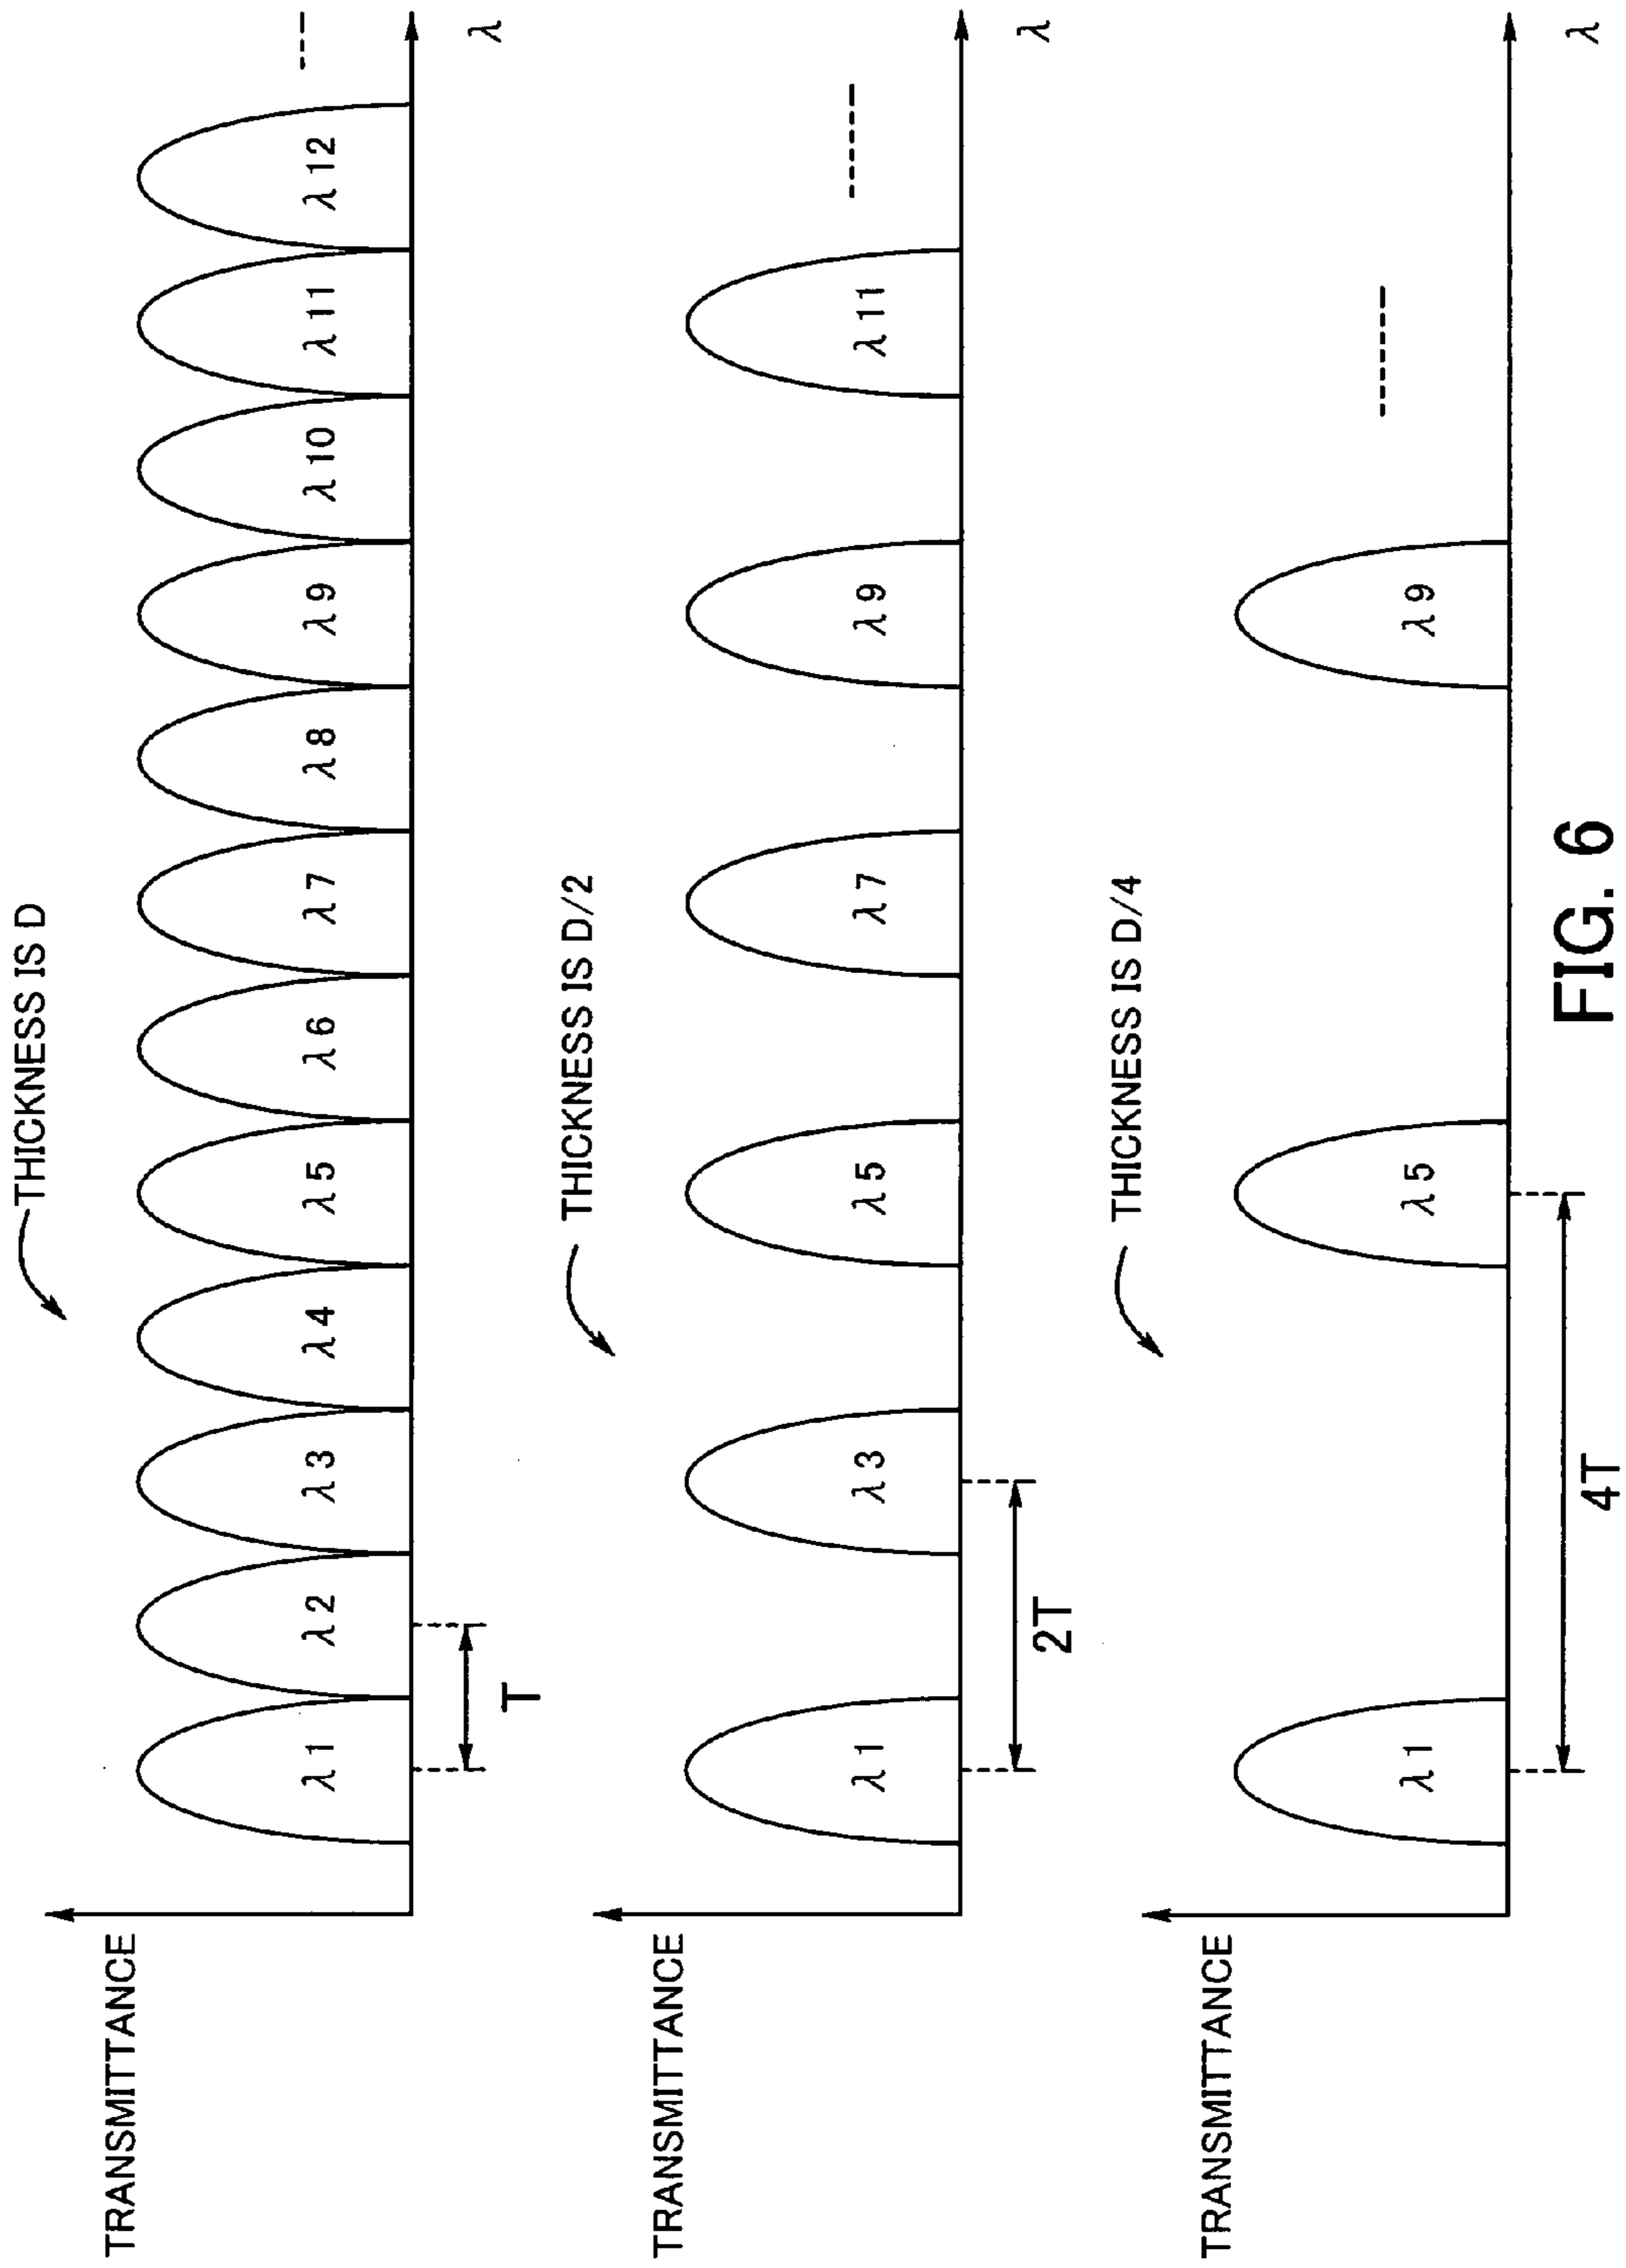 THICKNESS IS D
TRANSMITTANCE
λ1 λ2 λ3 λ4 λ5 λ6 λ7 λ8 λ9 λ10 λ11 λ12
λ
T
THICKNESS IS D/2
TRANSMITTANCE
λ1 λ3 λ5 λ7 λ9 λ11
λ
2T
THICKNESS IS D/4
TRANSMITTANCE
λ1 λ5 λ9
λ
4T
FIG. 6